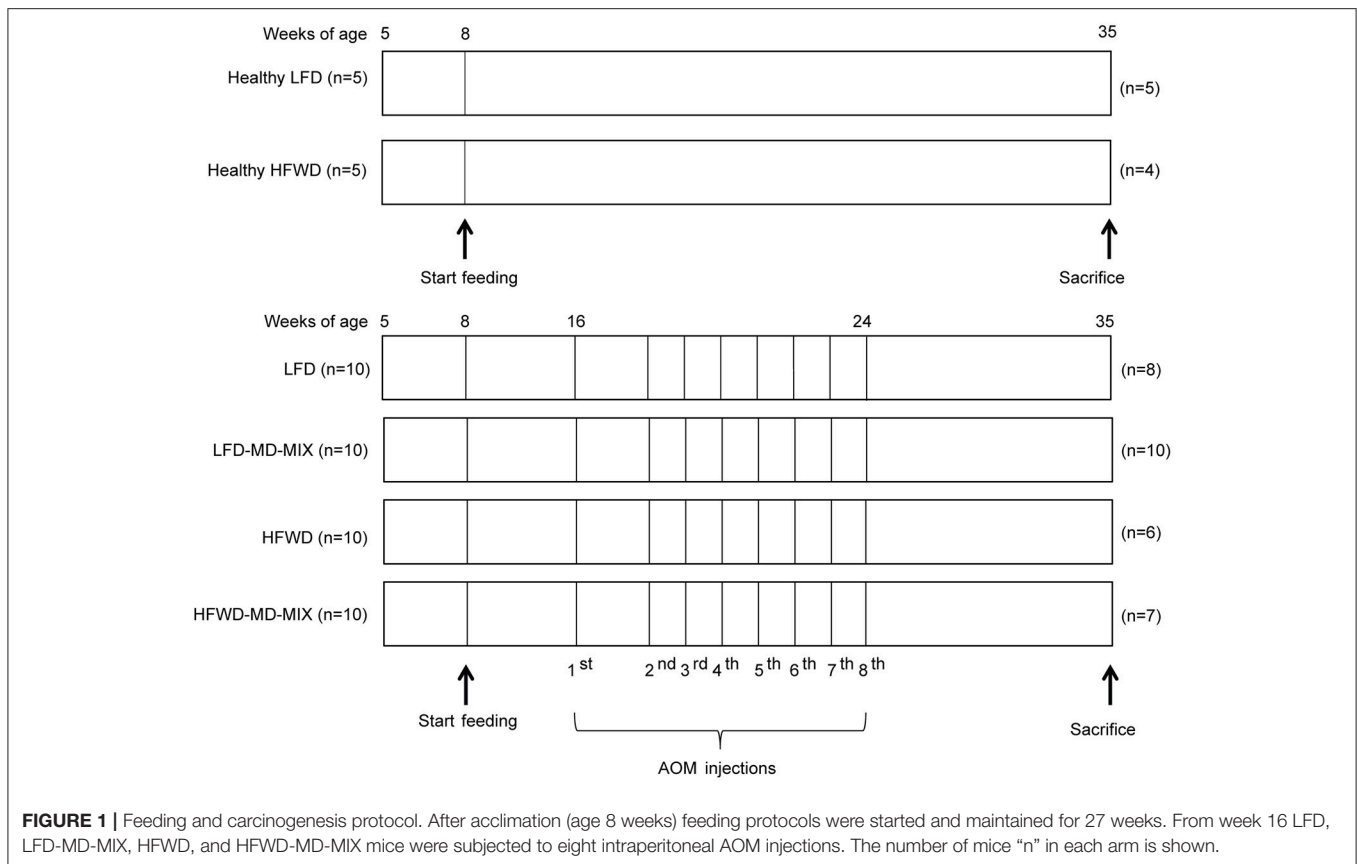 Weeks of age 5 8 35
Healthy LFD (n=5) (n=5)
Healthy HFWD (n=5) (n=4)
Start feeding Sacrifice
Weeks of age 5 8 16 24 35
LFD (n=10) (n=8)
LFD-MD-MIX (n=10) (n=10)
HFWD (n=10) (n=6)
HFWD-MD-MIX (n=10) (n=7)
1st 2nd 3rd 4th 5th 6th 7th 8th
Start feeding Sacrifice
AOM injections
FIGURE 1 | Feeding and carcinogenesis protocol. After acclimation (age 8 weeks) feeding protocols were started and maintained for 27 weeks. From week 16 LFD,
LFD-MD-MIX, HFWD, and HFWD-MD-MIX mice were subjected to eight intraperitoneal AOM injections. The number of mice “n” in each arm is shown.